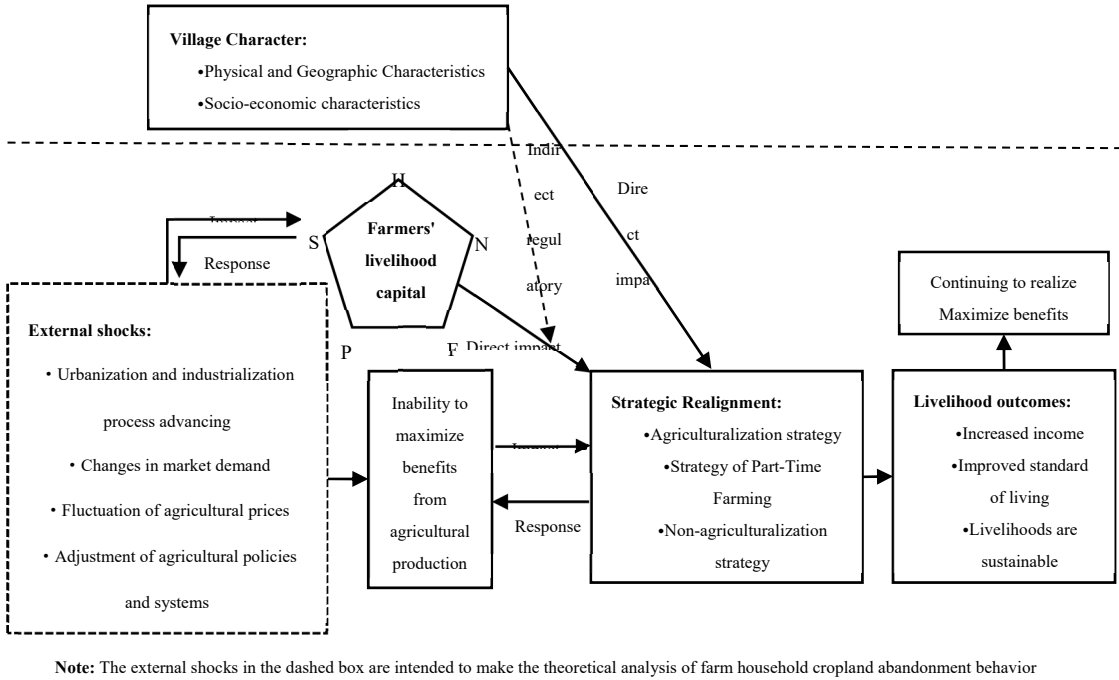 Village Character:
•Physical and Geographic Characteristics
•Socio-economic characteristics
Indir
ect
regul
atory
Dire
ct
impa
H
S
N
P
F
Farmers'
livelihood
capital
Response
Direct impact
External shocks:
• Urbanization and industrialization
process advancing
• Changes in market demand
• Fluctuation of agricultural prices
• Adjustment of agricultural policies
and systems
Inability to
maximize
benefits
from
agricultural
production
Response
Strategic Realignment:
•Agriculturalization strategy
•Strategy of Part-Time
Farming
•Non-agriculturalization
strategy
Continuing to realize
Maximize benefits
Livelihood outcomes:
•Increased income
•Improved standard
of living
•Livelihoods are
sustainable
Note: The external shocks in the dashed box are intended to make the theoretical analysis of farm household cropland abandonment behavior